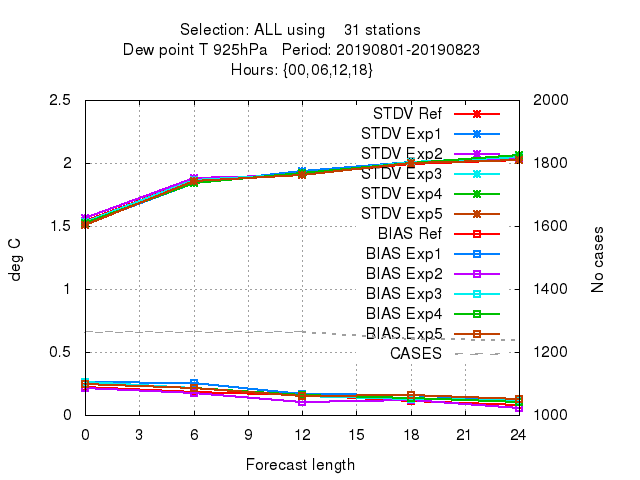 Selection: ALL using 31 stations
Dew point T 925hPa Period: 20190801-20190823
Hours: {00,06,12,18}
2.5
2
1.5
1
0.5
0
deg C
2000
1800
1600
1400
1200
1000
No cases
STDV Ref
STDV Exp1
STDV Exp2
STDV Exp3
STDV Exp4
STDV Exp5
BIAS Ref
BIAS Exp1
BIAS Exp2
BIAS Exp3
BIAS Exp4
BIAS Exp5
CASES
0 3 6 9 12 15 18 21 24
Forecast length